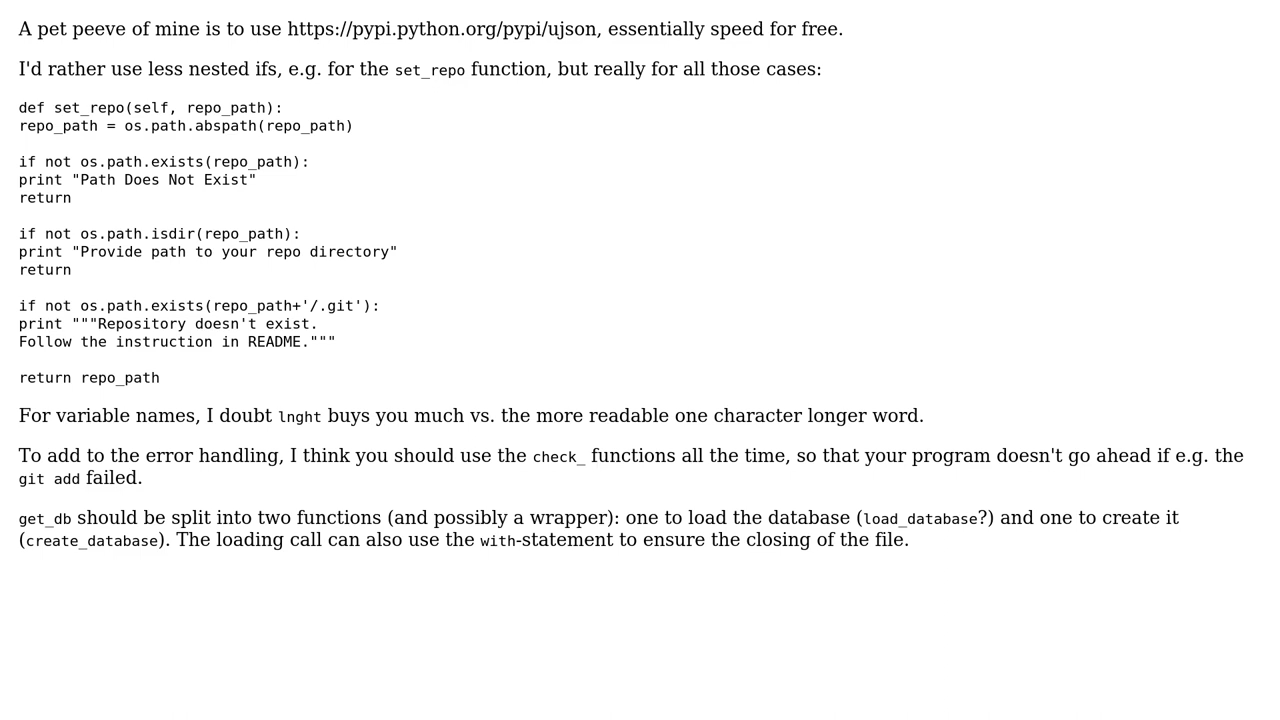 A pet peeve of mine is to use https://pypi.python.org/pypi/ujson, essentially speed for free.
I'd rather use less nested ifs, e.g. for the set_repo function, but really for all those cases:
def set_repo(self, repo_path):
repo_path = os.path.abspath(repo_path)
if not os.path.exists(repo_path):
print "Path Does Not Exist"
return
if not os.path.isdir(repo_path):
print "Provide path to your repo directory"
return
if not os.path.exists(repo_path+'/.git'):
print """Repository doesn't exist.
Follow the instruction in README."""
return repo_path
For variable names, I doubt lnght buys you much vs. the more readable one character longer word.
To add to the error handling, I think you should use the check_ functions all the time, so that your program doesn't go ahead if e.g. the
git add failed.
get_db should be split into two functions (and possibly a wrapper): one to load the database (load_database?) and one to create it
(create_database). The loading call can also use the with-statement to ensure the closing of the file.